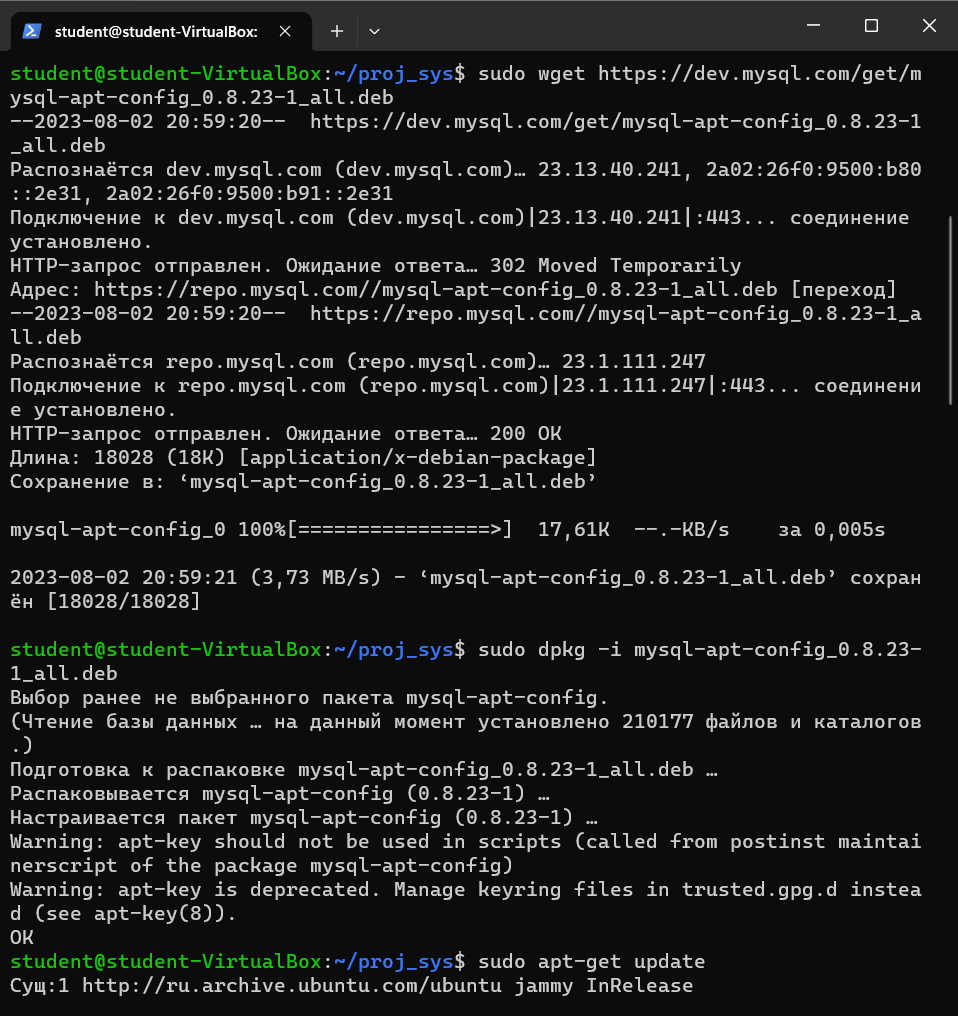 student@student-VirtualBox:
student@student-VirtualBox:~/proj_sys$ sudo wget https://dev.mysql.com/get/m
ysql-apt-config_0.8.23-1_all.deb
--2023-08-02 20:59:20--  https://dev.mysql.com/get/mysql-apt-config_0.8.23-1
_all.deb
Распознаётся dev.mysql.com (dev.mysql.com)… 23.13.40.241, 2a02:26f0:9500:b80
::2e31, 2a02:26f0:9500:b91::2e31
Подключение к dev.mysql.com (dev.mysql.com)|23.13.40.241|:443... соединение
установлено.
HTTP-запрос отправлен. Ожидание ответа… 302 Moved Temporarily
Адрес: https://repo.mysql.com//mysql-apt-config_0.8.23-1_all.deb [переход]
--2023-08-02 20:59:20--  https://repo.mysql.com//mysql-apt-config_0.8.23-1_a
ll.deb
Распознаётся repo.mysql.com (repo.mysql.com)… 23.1.111.247
Подключение к repo.mysql.com (repo.mysql.com)|23.1.111.247|:443... соединени
е установлено.
HTTP-запрос отправлен. Ожидание ответа… 200 OK
Длина: 18028 (18K) [application/x-debian-package]
Сохранение в: ‘mysql-apt-config_0.8.23-1_all.deb’
mysql-apt-config_0 100%[================>]  17,61K  --.-KB/s    за 0,005s
2023-08-02 20:59:21 (3,73 MB/s) - ‘mysql-apt-config_0.8.23-1_all.deb’ сохран
ён [18028/18028]
student@student-VirtualBox:~/proj_sys$ sudo dpkg -i mysql-apt-config_0.8.23-
1_all.deb
Выбор ранее не выбранного пакета mysql-apt-config.
(Чтение базы данных … на данный момент установлено 210177 файлов и каталогов
.)
Подготовка к распаковке mysql-apt-config_0.8.23-1_all.deb …
Распаковывается mysql-apt-config (0.8.23-1) …
Настраивается пакет mysql-apt-config (0.8.23-1) …
Warning: apt-key should not be used in scripts (called from postinst maintai
nerscript of the package mysql-apt-config)
Warning: apt-key is deprecated. Manage keyring files in trusted.gpg.d instea
d (see apt-key(8)).
OK
student@student-VirtualBox:~/proj_sys$ sudo apt-get update
Сущ:1 http://ru.archive.ubuntu.com/ubuntu jammy InRelease